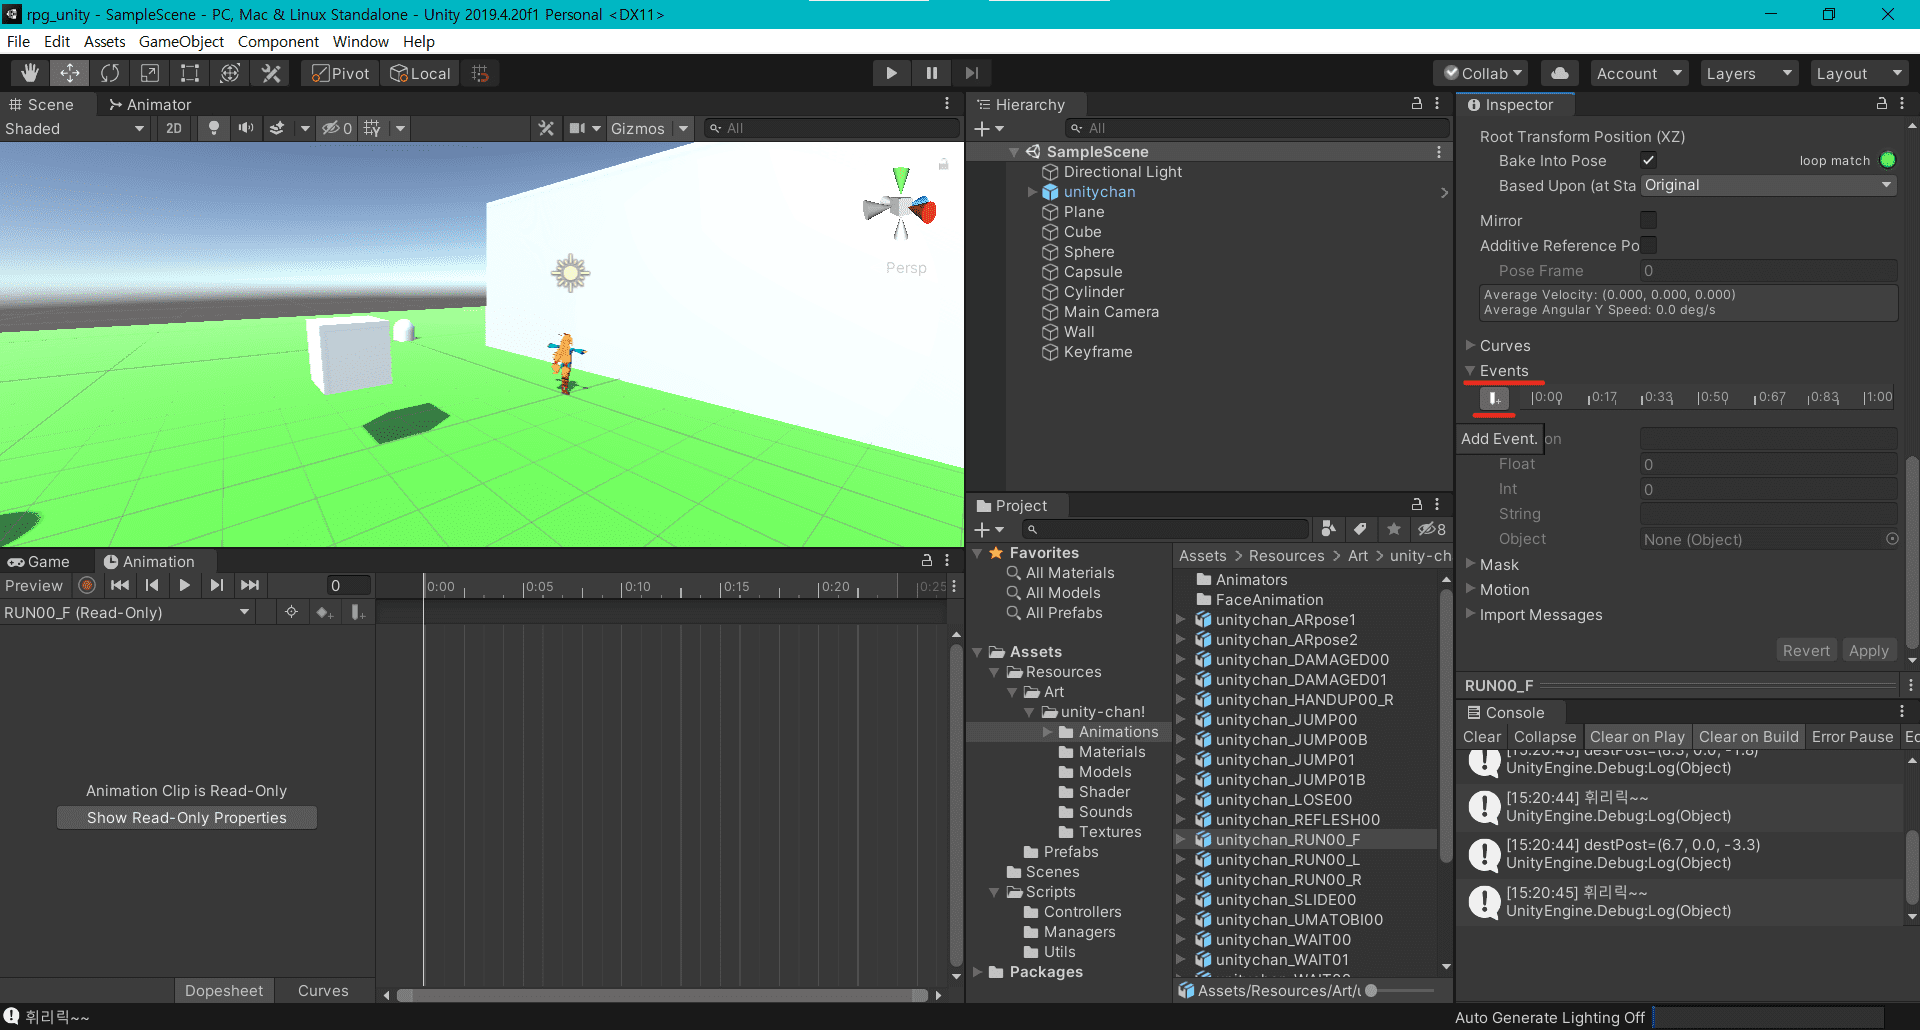 rpg_unity - SampleScene - PC, Mac & Linux Standalone - Unity 2019.4.20f1 Personal <DX11>
File Edit Assets GameObject Component Window Help
Pivot Local Collab Account Layers Layout
Scene Animator
Shaded 2D 0 Gizmos All
Persp
Game Animation
Preview 0 0:00 0:05 0:10 0:15 0:20 0:25
RUN00_F (Read-Only)
Animation Clip is Read-Only
Show Read-Only Properties
Dopesheet Curves
Hierarchy
All
SampleScene
Directional Light
unitychan
Plane
Cube
Sphere
Capsule
Cylinder
Main Camera
Wall
Keyframe
Project
8
Favorites
All Materials
All Models
All Prefabs
Assets
Resources
Art
unity-chan!
Animations
Materials
Models
Shader
Sounds
Textures
Prefabs
Scenes
Scripts
Controllers
Managers
Utils
Packages
Assets > Resources > Art > unity-ch
Animators
FaceAnimation
unitychan_ARpose1
unitychan_ARpose2
unitychan_DAMAGED00
unitychan_DAMAGED01
unitychan_HANDUP00_R
unitychan_JUMP00
unitychan_JUMP00B
unitychan_JUMP01
unitychan_JUMP01B
unitychan_LOSE00
unitychan_REFLESH00
unitychan_RUN00_F
unitychan_RUN00_L
unitychan_RUN00_R
unitychan_SLIDE00
unitychan_UMATOBI00
unitychan_WAIT00
unitychan_WAIT01
Assets/Resources/Art/
Inspector
Root Transform Position (XZ)
Bake Into Pose loop match
Based Upon (at Sta Original
Mirror
Additive Reference Po
Pose Frame 0
Average Velocity: (0.000, 0.000, 0.000)
Average Angular Y Speed: 0.0 deg/s
Curves
Events
0:00 0:17 0:33 0:50 0:67 0:83 1:00
Add Event. on
Float 0
Int 0
String
Object None (Object)
Mask
Motion
Import Messages
Revert Apply
RUN00_F
Console
Clear Collapse Clear on Play Clear on Build Error Pause Ed
[15:20:43] destPost=(8.3, 0.0, -1.8)
UnityEngine.Debug:Log(Object)
[15:20:44] 휘리릭~~
UnityEngine.Debug:Log(Object)
[15:20:44] destPost=(6.7, 0.0, -3.3)
UnityEngine.Debug:Log(Object)
[15:20:45] 휘리릭~~
UnityEngine.Debug:Log(Object)
휘리릭~~
Auto Generate Lighting Off